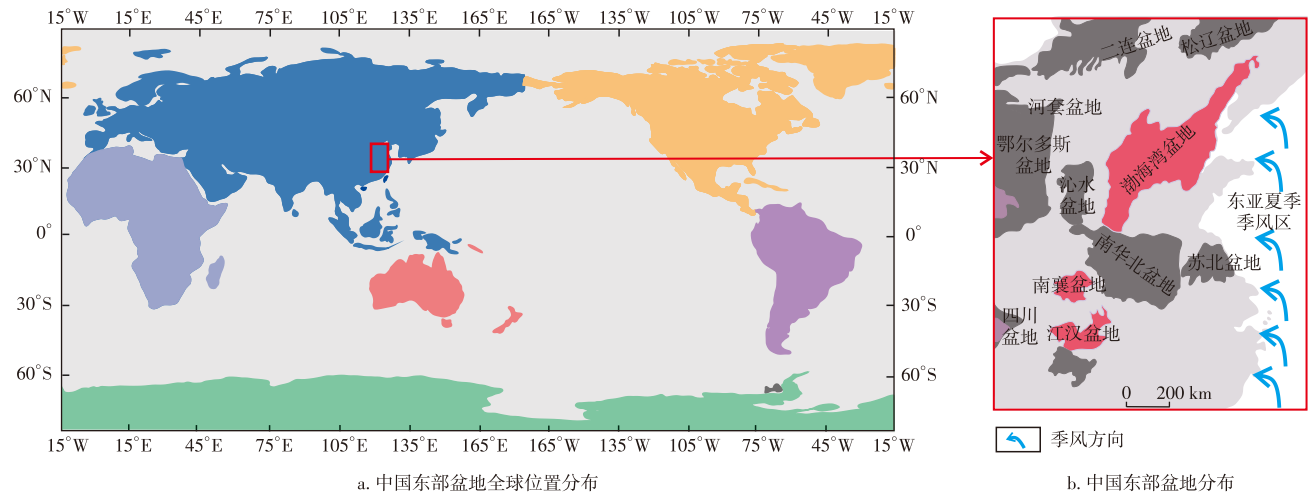 15°W 15°E 45°E 75°E 105°E 135°E 165°E 165°W 135°W 105°W 75°W 45°W 15°W
60°N
30°N
0°
30°S
60°S
60°N
30°N
0°
30°S
60°S
15°W 15°E 45°E 75°E 105°E 135°E 165°E 165°W 135°W 105°W 75°W 45°W 15°W
a. 中国东部盆地全球位置分布
二连盆地
松辽盆地
河套盆地
鄂尔多斯
盆地
渤海湾盆地
沁水
盆地
东亚夏季
季风区
南华北盆地
苏北盆地
南襄盆地
四川
盆地
江汉盆地
0 200 km
季风方向
b. 中国东部盆地分布